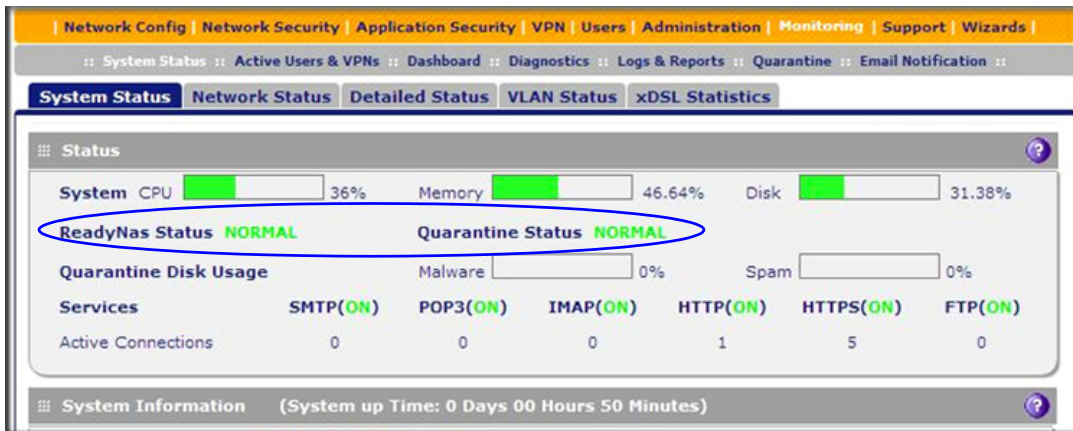 | Network Config | Network Security | Application Security | VPN | Users | Administration | Monitoring | Support | Wizards |
:: System Status :: Active Users & VPNs :: Dashboard :: Diagnostics :: Logs & Reports :: Quarantine :: Email Notification ::
System Status Network Status Detailed Status VLAN Status xDSL Statistics
Status ?
System CPU 36% Memory 46.64% Disk 31.38%
ReadyNas Status NORMAL Quarantine Status NORMAL
Quarantine Disk Usage Malware 0% Spam 0%
Services SMTP(ON) POP3(ON) IMAP(ON) HTTP(ON) HTTPS(ON) FTP(ON)
Active Connections 0 0 0 1 5 0
System Information (System up Time: 0 Days 00 Hours 50 Minutes) ?